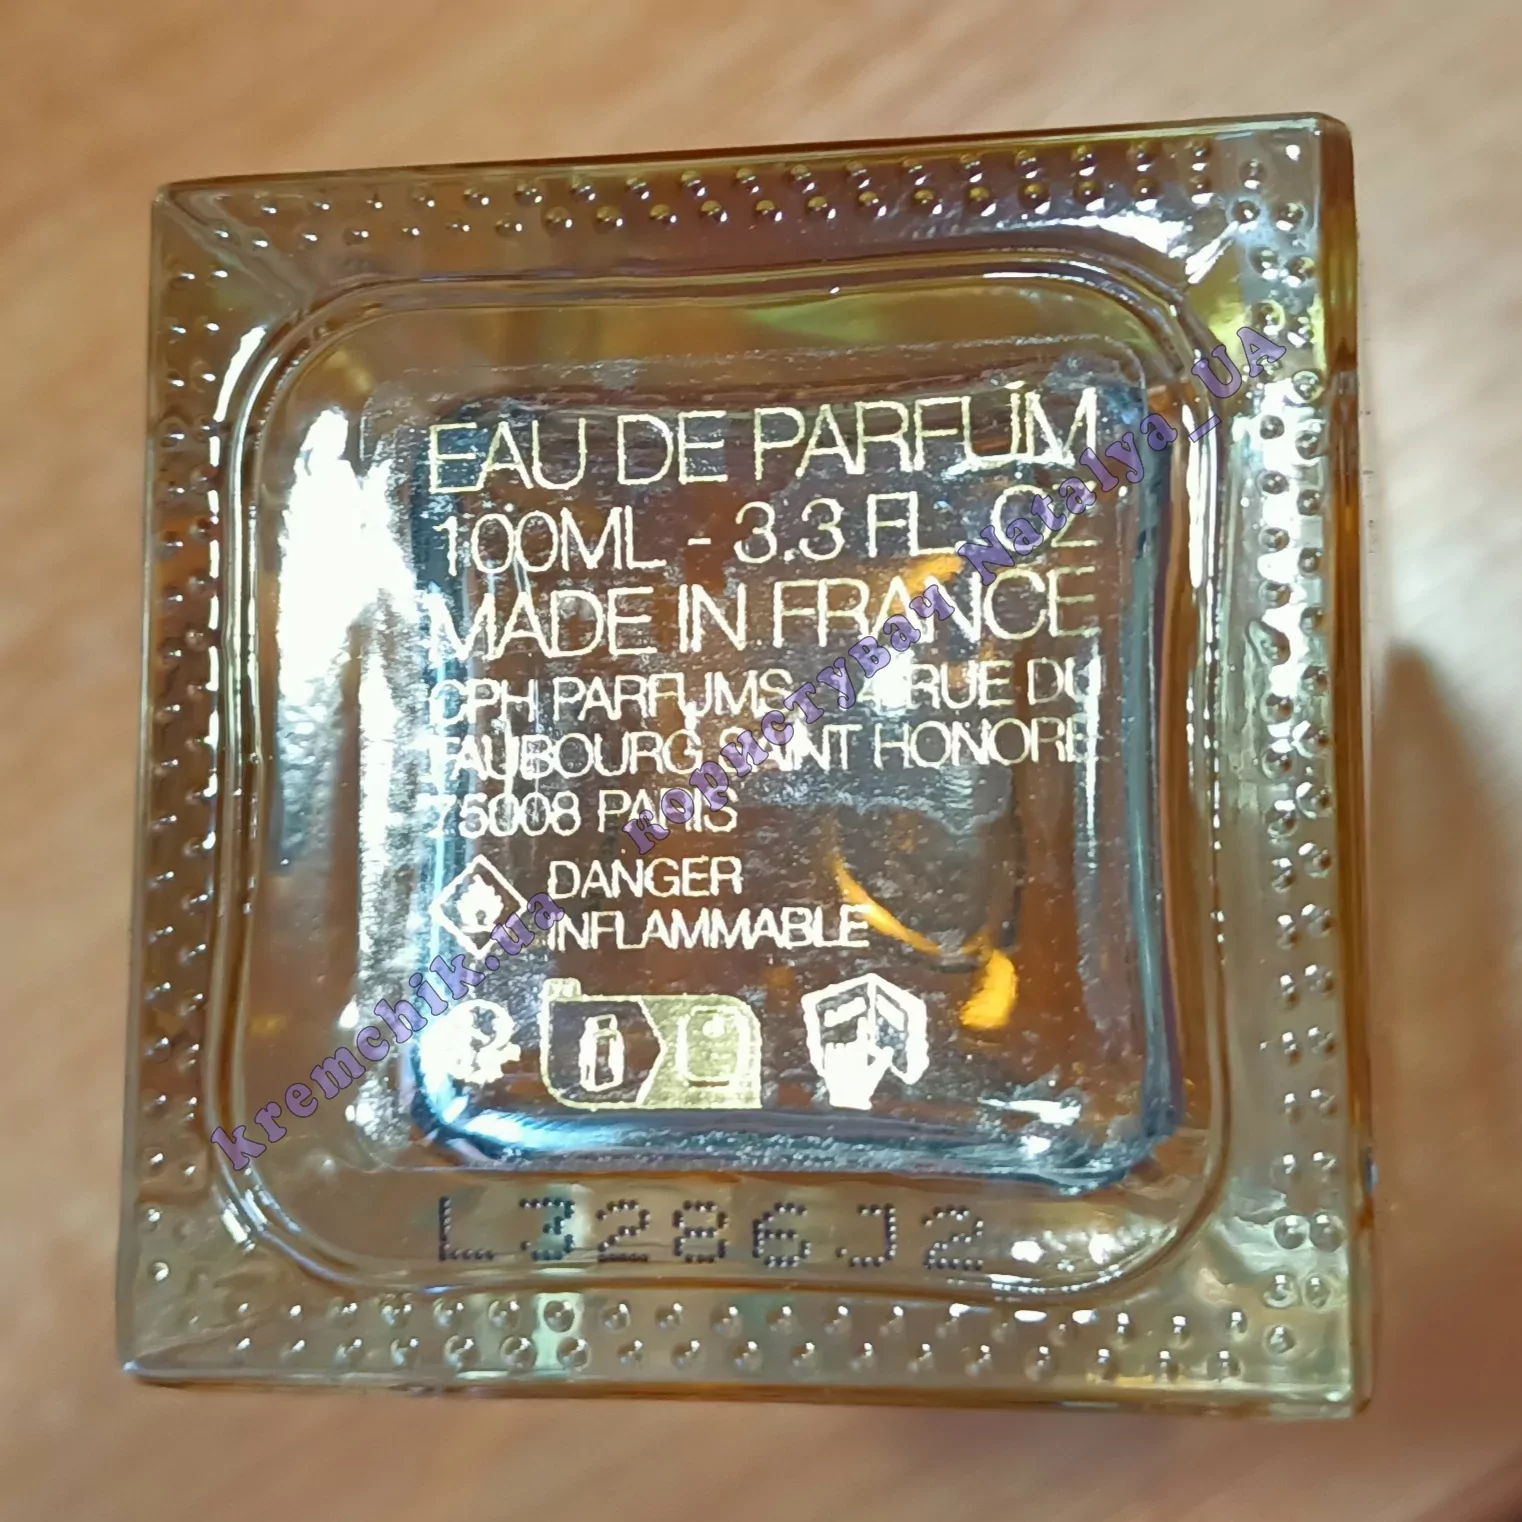 EAU DE PARFUM
100ML - 3.3 FL OZ
MADE IN FRANCE
CPH PARFUMS RUE DU
FAUBOURG SAINT HONORE
75008 PARIS
DANGER
INFLAMMABLE
L3286J2
kremchik.ua користувач Natalya_UA